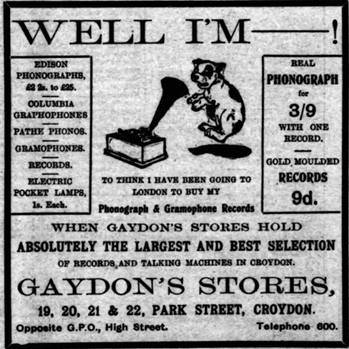 WELL I'M—!
EDISON
PHONOGRAPHS,
£2 2s. to £25.
COLUMBIA
GRAPHOPHONES
PATHE PHONOS.
GRAMOPHONES.
RECORDS.
ELECTRIC
POCKET LAMPS,
1s. Each.
REAL
PHONOGRAPH
for
3/9
WITH ONE
RECORD.
GOLD MOULDED
RECORDS
9d.
TO THINK I HAVE BEEN GOING TO
LONDON TO BUY MY
Phonograph & Gramophone Records
WHEN GAYDON'S STORES HOLD
ABSOLUTELY THE LARGEST AND BEST SELECTION
OF RECORDS, AND TALKING MACHINES IN CROYDON.
GAYDON'S STORES,
19, 20, 21 & 22, PARK STREET, CROYDON.
Opposite G.P.O., High Street. Telephone 600.